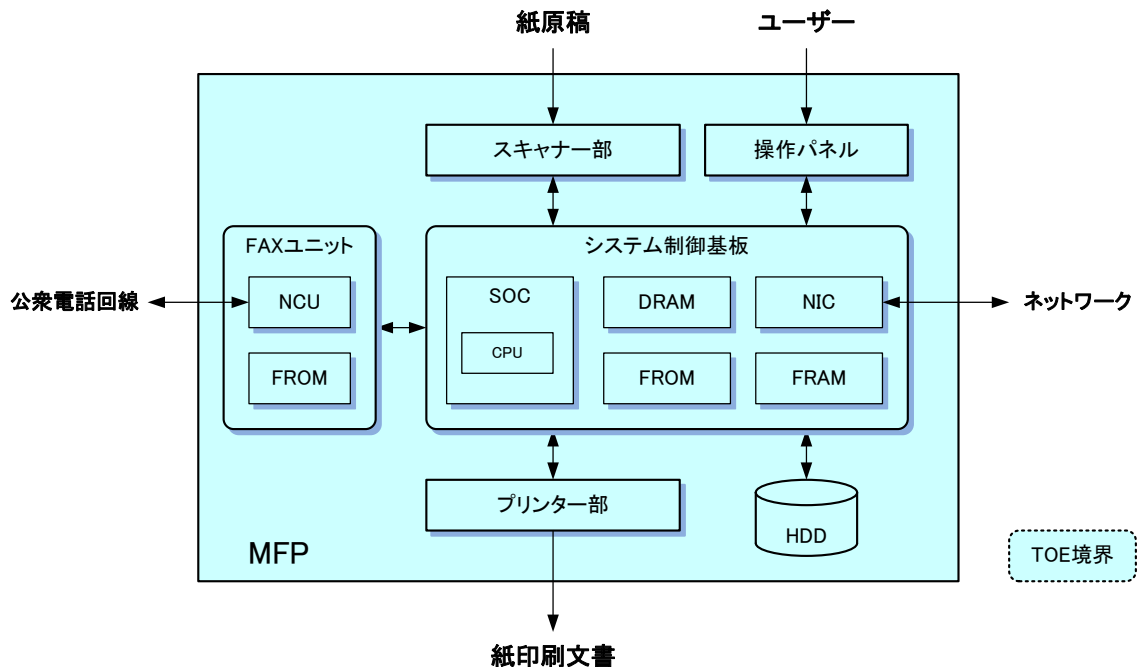 紙原稿
ユーザー
スキャナー部
操作パネル
FAXユニット
システム制御基板
公衆電話回線
NCU
SOC
DRAM
NIC
ネットワーク
CPU
FROM
FROM
FRAM
プリンター部
HDD
MFP
TOE境界
紙印刷文書